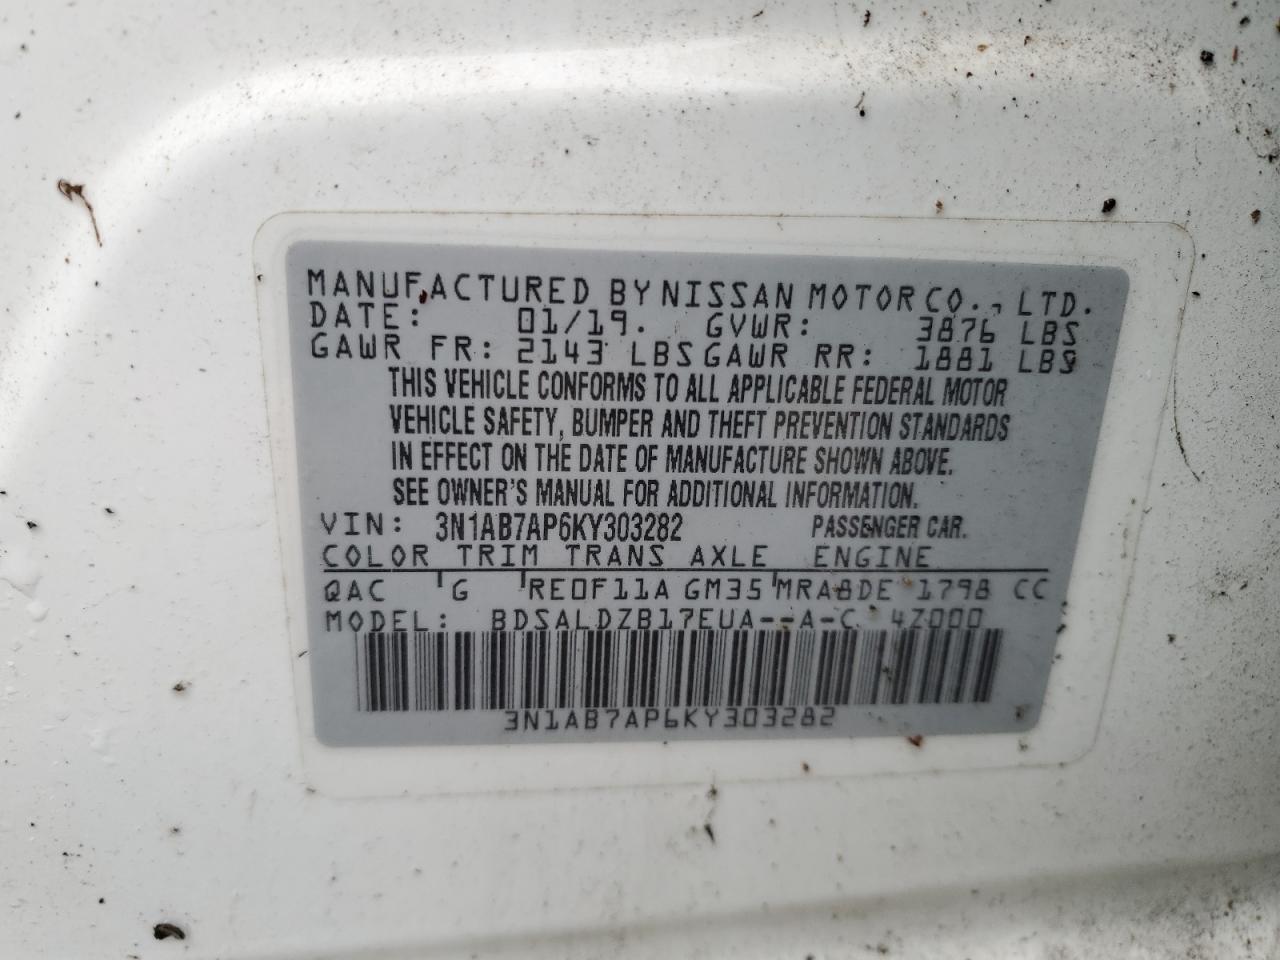 MANUFACTURED BY NISSAN MOTOR CO., LTD.
DATE: 01/19. GVWR: 3876 LBS
GAWR FR: 2143 LBS GAWR RR: 1881 LBS
THIS VEHICLE CONFORMS TO ALL APPLICABLE FEDERAL MOTOR
VEHICLE SAFETY, BUMPER AND THEFT PREVENTION STANDARDS
IN EFFECT ON THE DATE OF MANUFACTURE SHOWN ABOVE.
SEE OWNER'S MANUAL FOR ADDITIONAL INFORMATION.
VIN: 3N1AB7AP6KY303282 PASSENGER CAR.
COLOR TRIM TRANS AXLE ENGINE
QAC G RE0F11A GM35 MRA8DE 1798 CC
MODEL: BDSALDZB17EUA--A-C 4Z000
3N1AB7AP6KY303282